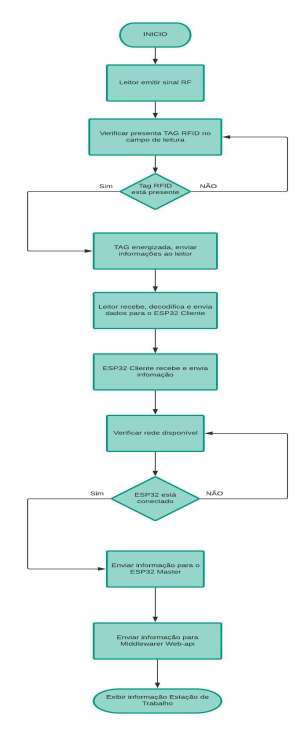 INICIO
Leitor emitir sinal RF
Verificar presenta TAG RFID no
campo de leitura
Tag RFID
está presente
Sim
NÃO
TAG energizada, enviar
informações ao leitor
Leitor recebe, decodifica e envia
dados para o ESP32 Cliente
ESP32 Cliente recebe e envia
infomação
Verificar rede disponível
ESP32 está
conectado
Sim
NÃO
Enviar informação para o
ESP32 Master
Enviar informação para
Middlewarer Web-api
Exibir informação Estação de
Trabalho